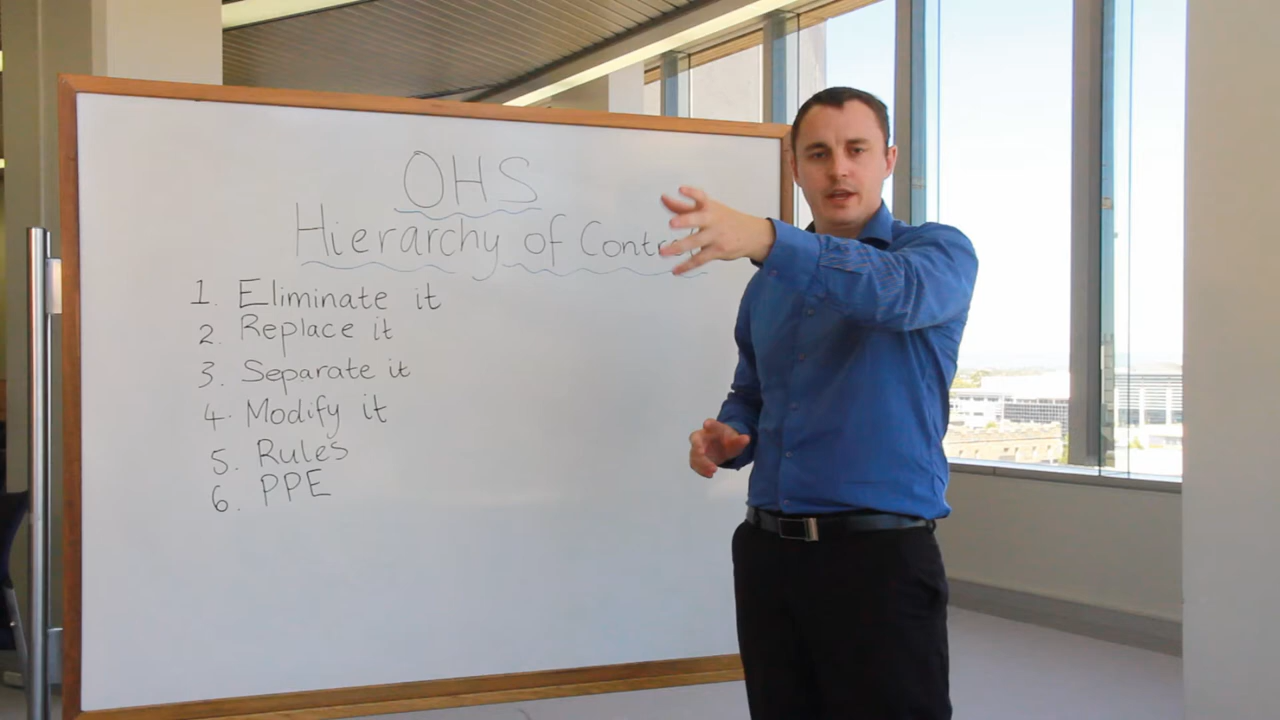 OHS
Hierarchy of Contr
1. Eliminate it
2. Replace it
3. Separate it
4. Modify it
5. Rules
6. PPE